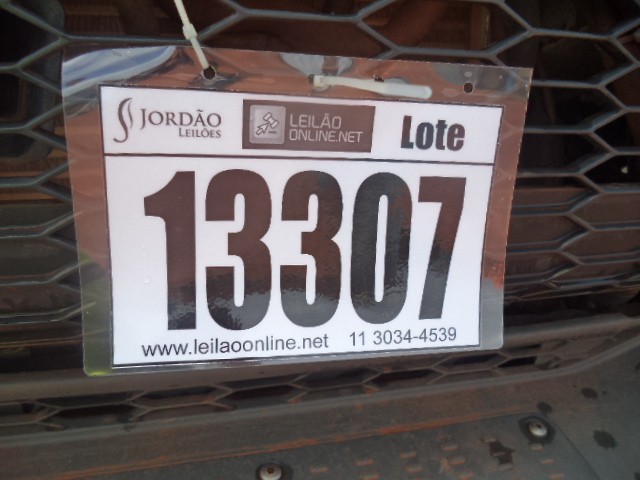 JORDÃO
LEILÕES
LEILÃO
ONLINE.NET
Lote
13307
www.leilaoonline.net 11 3034-4539